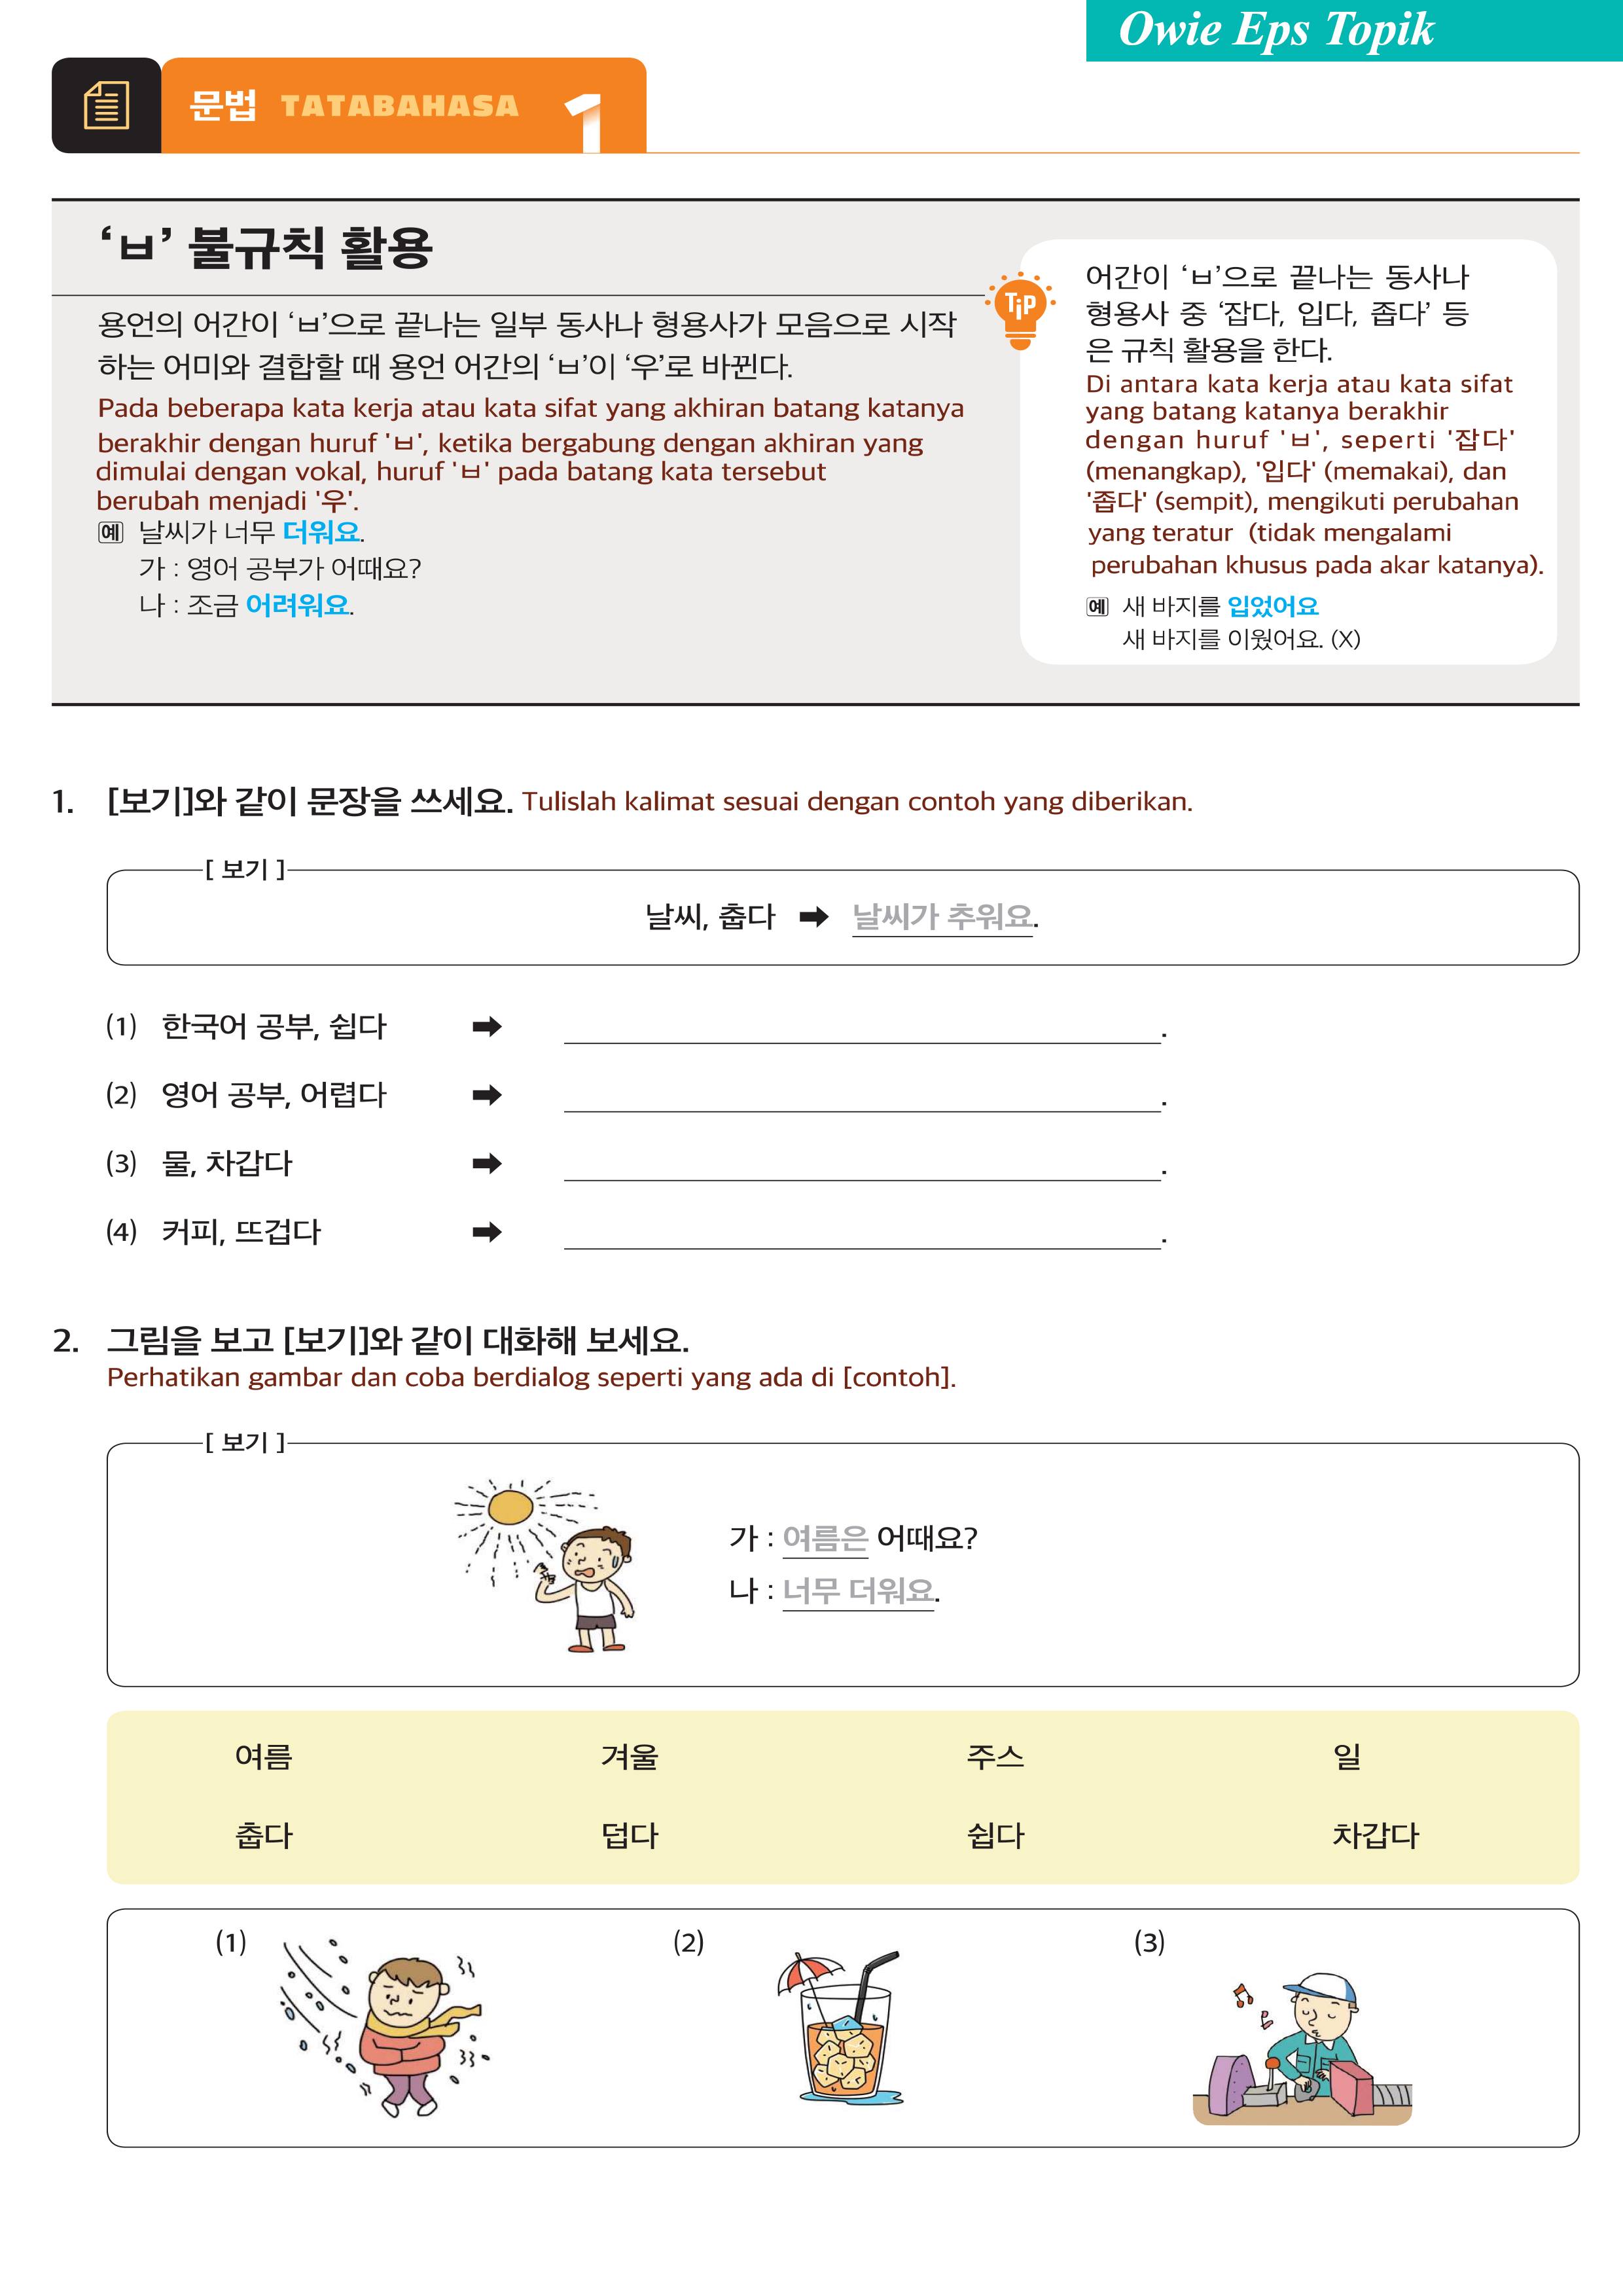 Owie Eps Topik
문법 TATABAHASA 1
‘ㅂ’ 불규칙 활용
용언의 어간이 ‘ㅂ’으로 끝나는 일부 동사나 형용사가 모음으로 시작
하는 어미와 결합할 때 용언 어간의 ‘ㅂ’이 ‘우’로 바뀐다.
Pada beberapa kata kerja atau kata sifat yang akhiran batang katanya
berakhir dengan huruf 'ㅂ', ketika bergabung dengan akhiran yang
dimulai dengan vokal, huruf 'ㅂ' pada batang kata tersebut
berubah menjadi '우'.
예 날씨가 너무 더워요.
가 : 영어 공부가 어때요?
나 : 조금 어려워요.
Tip
어간이 ‘ㅂ’으로 끝나는 동사나
형용사 중 ‘잡다, 입다, 좁다’ 등
은 규칙 활용을 한다.
Di antara kata kerja atau kata sifat
yang batang katanya berakhir
dengan huruf 'ㅂ', seperti '잡다'
(menangkap), '입다' (memakai), dan
'좁다' (sempit), mengikuti perubahan
yang teratur (tidak mengalami
perubahan khusus pada akar katanya).
예 새 바지를 입었어요
새 바지를 이웠어요. (X)
1. [보기]와 같이 문장을 쓰세요. Tulislah kalimat sesuai dengan contoh yang diberikan.
[ 보기 ]
날씨, 춥다 ➡ 날씨가 추워요.
(1) 한국어 공부, 쉽다 ➡ .
(2) 영어 공부, 어렵다 ➡ .
(3) 물, 차갑다 ➡ .
(4) 커피, 뜨겁다 ➡ .
2. 그림을 보고 [보기]와 같이 대화해 보세요.
Perhatikan gambar dan coba berdialog seperti yang ada di [contoh].
[ 보기 ]
가 : 여름은 어때요?
나 : 너무 더워요.
여름 겨울 주스 일
춥다 덥다 쉽다 차갑다
(1) (2) (3)